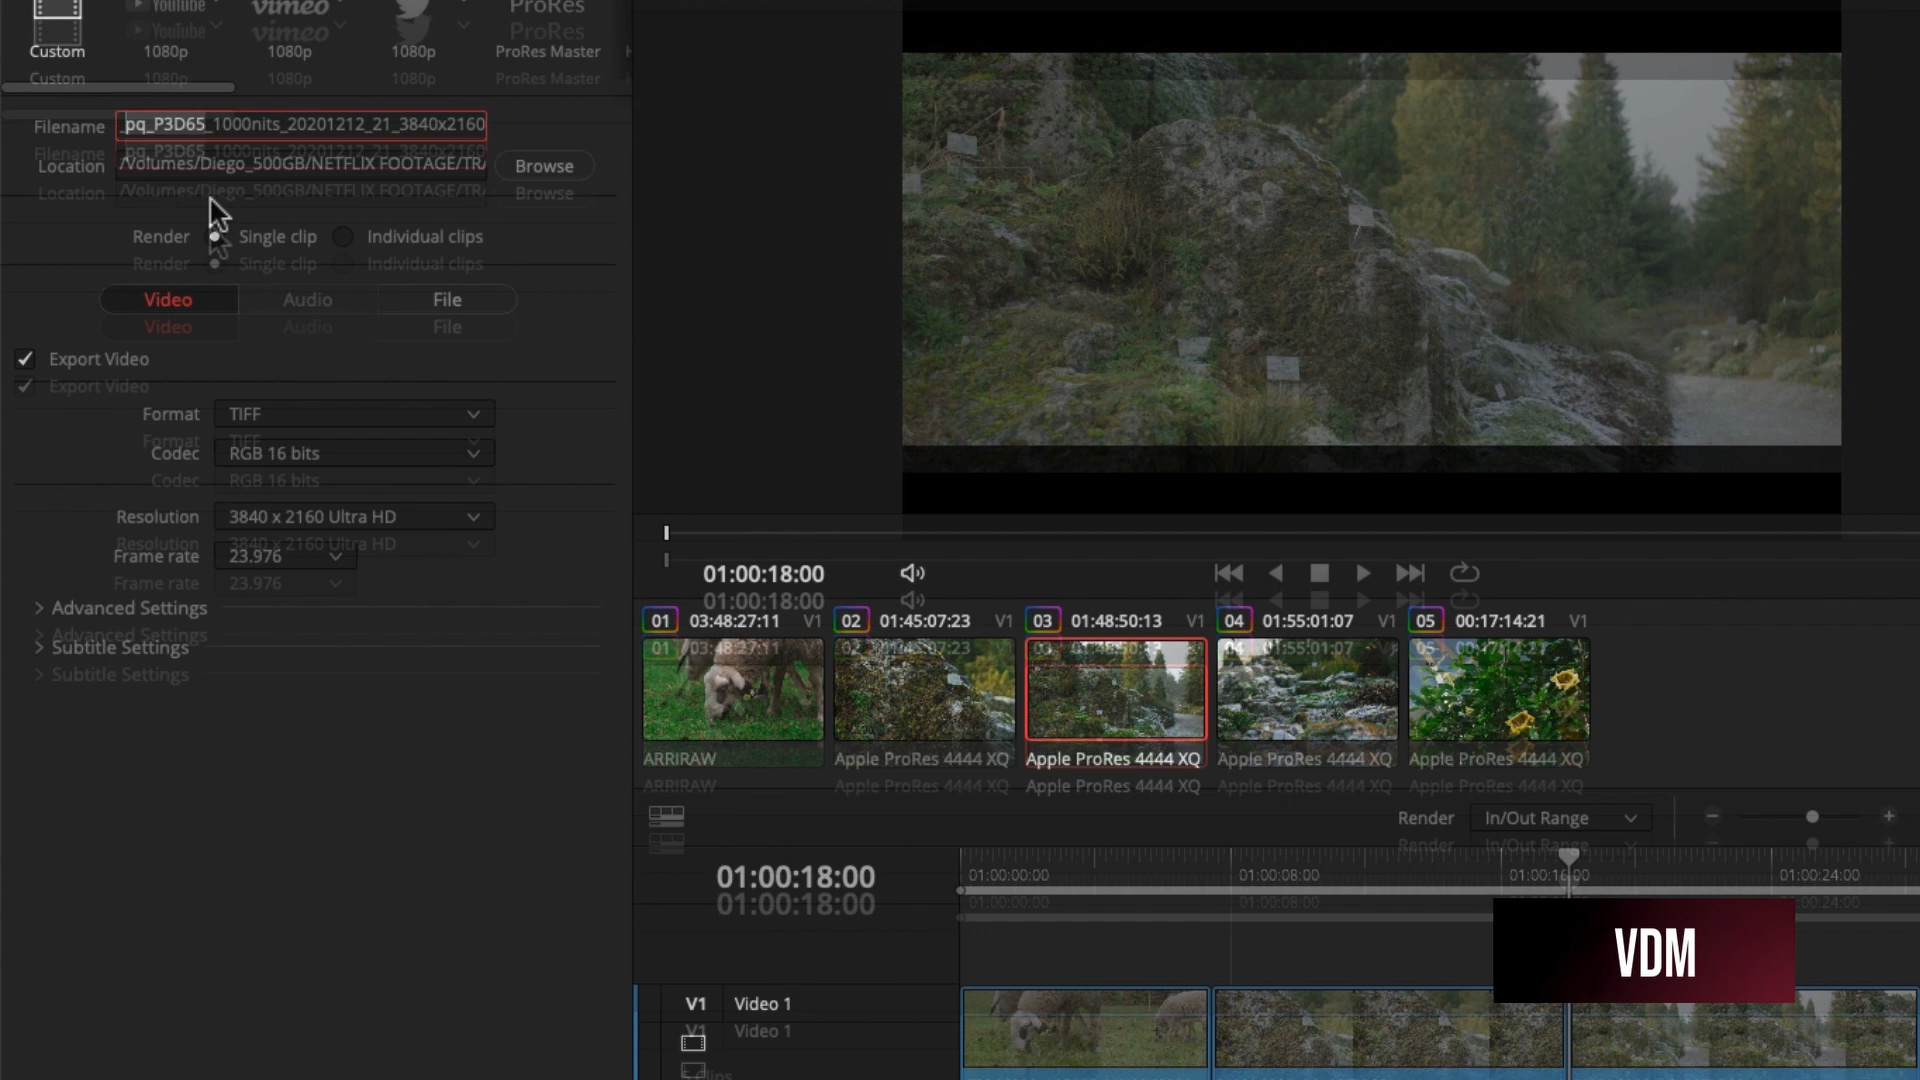 YouTube
vimeo
ProRes
YouTube
vimeo
ProRes
Custom 1080p 1080p 1080p ProRes Master H
Custom 1080p 1080p 1080p ProRes Master
Filename _pq_P3D65_1000nits_20201212_21_3840x2160
Filename _pq_P3D65_1000nits_20201212_21_3840x2160
Location /Volumes/Diego_500GB/NETFLIX FOOTAGE/TR/ Browse
Location /Volumes/Diego_500GB/NETFLIX FOOTAGE/TR/ Browse
Render Single clip Individual clips
Render Single clip Individual clips
Video Audio File
Video Audio File
Export Video
Export Video
Format TIFF
Format TIFF
Codec RGB 16 bits
Codec RGB 16 bits
Resolution 3840 x 2160 Ultra HD
Resolution 3840 x 2160 Ultra HD
Frame rate 23.976
Frame rate 23.976
Advanced Settings
Advanced Settings
Subtitle Settings
Subtitle Settings
01:00:18:00
01:00:18:00
01 03:48:27:11 V1 02 01:45:07:23 V1 03 01:48:50:13 V1 04 01:55:01:07 V1 05 00:17:14:21 V1
01 03:48:27:11 02 01:45:07:23 03 01:48:50:13 04 01:55:01:07 05 00:17:14:21
ARRIRAW Apple ProRes 4444 XQ Apple ProRes 4444 XQ Apple ProRes 4444 XQ Apple ProRes 4444 XQ
ARRIRAW Apple ProRes 4444 XQ Apple ProRes 4444 XQ Apple ProRes 4444 XQ Apple ProRes 4444 XQ
Render In/Out Range
Render In/Out Range
01:00:18:00
01:00:18:00
01:00:00:00 01:00:08:00 01:00:16:00 01:00:24:00
01:00:00:00 01:00:08:00 01:00:24:00
VDM
V1 Video 1
V1 Video 1
Clips